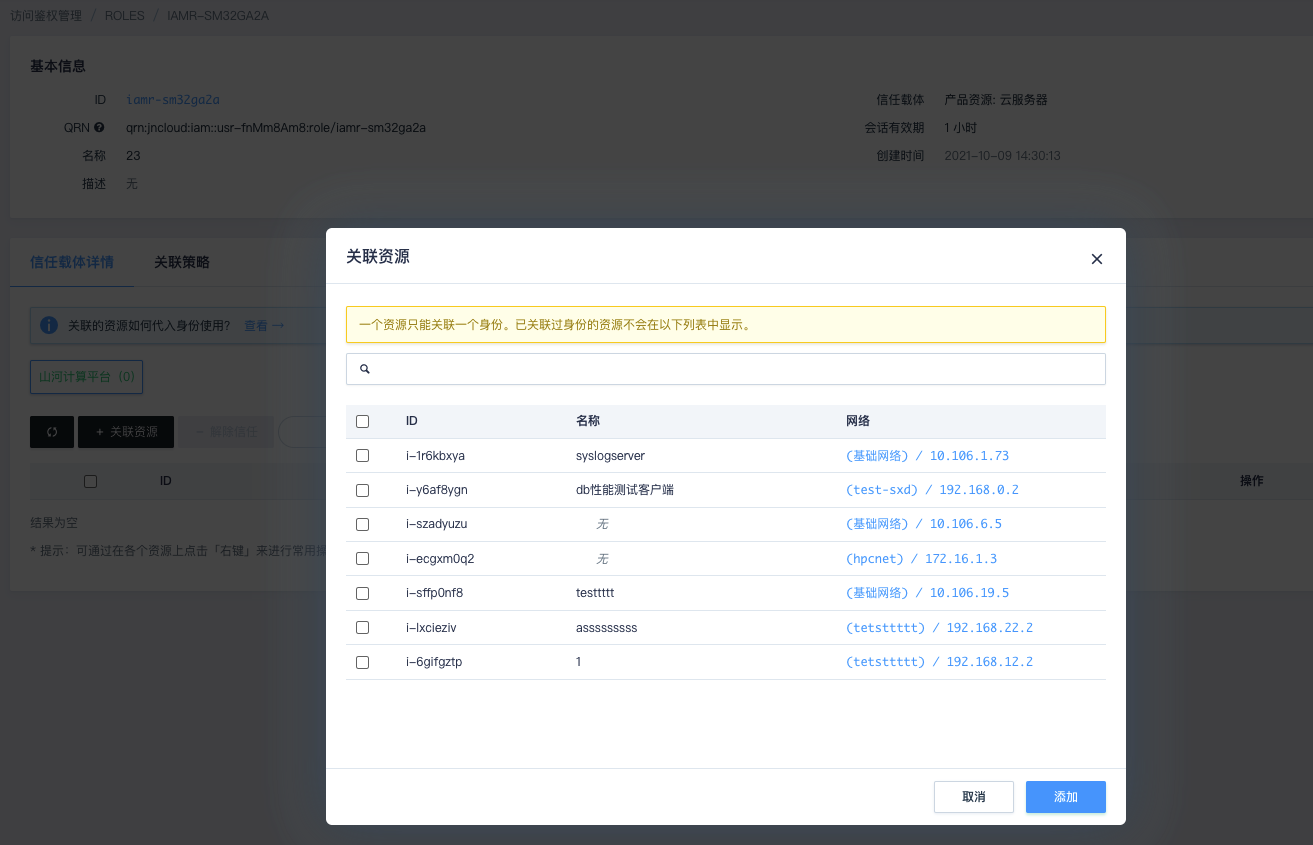 访问鉴权管理 / ROLES / IAMR-SM32GA2A
基本信息
ID iamr-sm32ga2a
QRN qrn:jncloud:iam::usr-fnMm8Am8:role/iamr-sm32ga2a
名称 23
描述 无
信任载体 产品资源: 云服务器
会话有效期 1 小时
创建时间 2021-10-09 14:30:13
信任载体详情 关联策略
关联的资源如何代入身份使用? 查看 →
山河计算平台 (0)
+ 关联资源 − 解除信任
ID 操作
结果为空
* 提示: 可通过在各个资源上点击「右键」来进行常用操
关联资源
一个资源只能关联一个身份。已关联过身份的资源不会在以下列表中显示。
ID 名称 网络
i-1r6kbxya syslogserver (基础网络) / 10.106.1.73
i-y6af8ygn db性能测试客户端 (test-sxd) / 192.168.0.2
i-szadyuzu 无 (基础网络) / 10.106.6.5
i-ecgxm0q2 无 (hpcnet) / 172.16.1.3
i-sffp0nf8 testtttt (基础网络) / 10.106.19.5
i-lxcieziv asssssssss (tetsttttt) / 192.168.22.2
i-6gifgztp 1 (tetsttttt) / 192.168.12.2
取消 添加